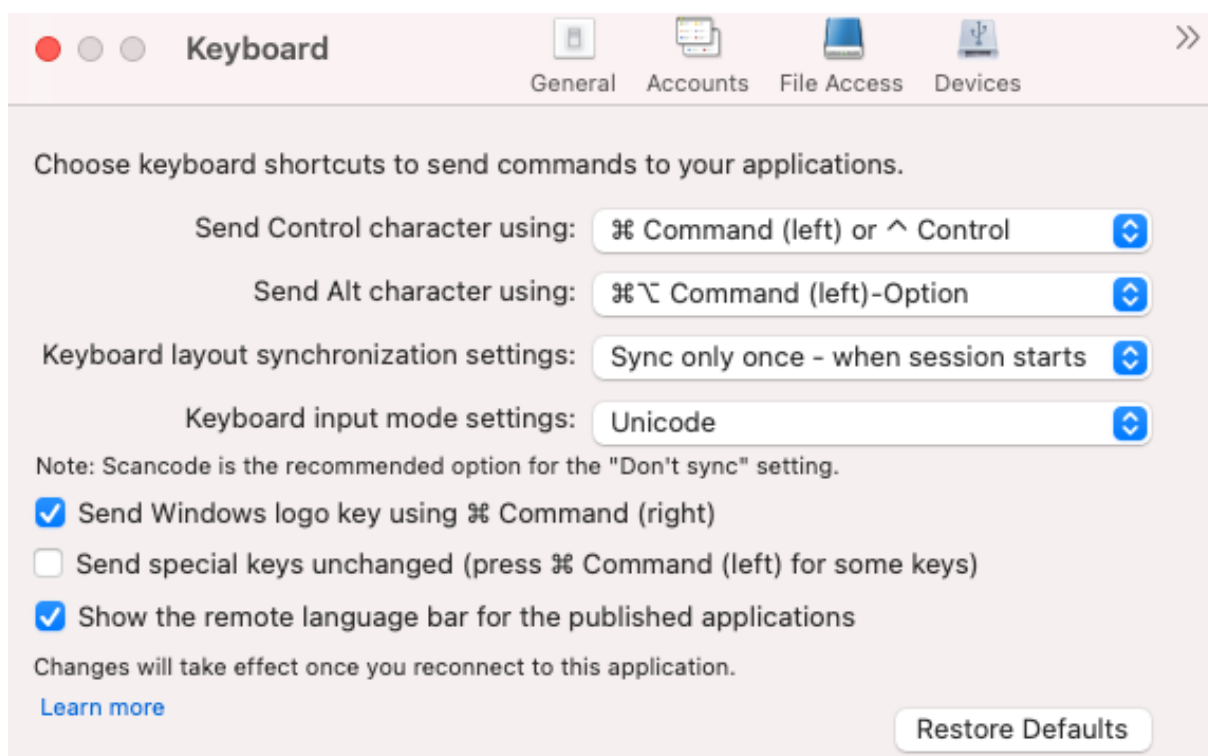 Keyboard
General Accounts File Access Devices
Choose keyboard shortcuts to send commands to your applications.
Send Control character using: ⌘ Command (left) or ^ Control
Send Alt character using: ⌘⌥ Command (left)-Option
Keyboard layout synchronization settings: Sync only once - when session starts
Keyboard input mode settings: Unicode
Note: Scancode is the recommended option for the "Don't sync" setting.
Send Windows logo key using ⌘ Command (right)
Send special keys unchanged (press ⌘ Command (left) for some keys)
Show the remote language bar for the published applications
Changes will take effect once you reconnect to this application.
Learn more
Restore Defaults